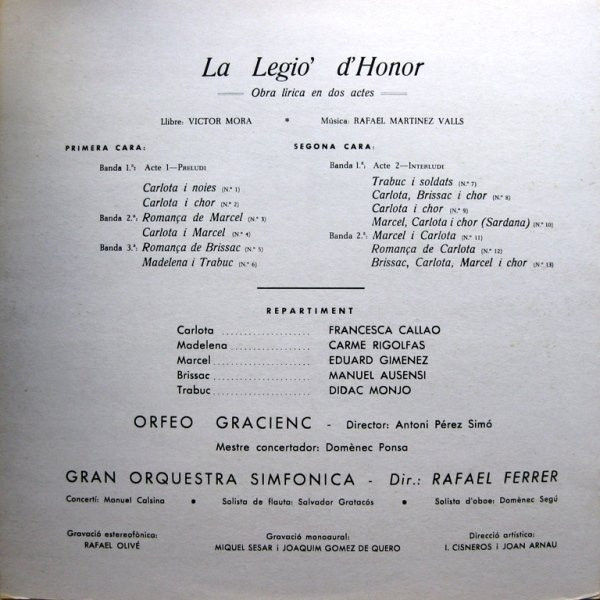 La Legio' d'Honor
Obra lírica en dos actes
Llibre: VICTOR MORA * Música: RAFAEL MARTINEZ VALLS
PRIMERA CARA:
Banda 1.ª: Acte 1—PRELUDI
Carlota i noies (N.º 1)
Carlota i chor (N.º 2)
Banda 2.ª: Romança de Marcel (N.º 3)
Carlota i Marcel (N.º 4)
Banda 3.ª: Romança de Brissac (N.º 5)
Madelena i Trabuc (N.º 6)
SEGONA CARA:
Banda 1.ª: Acte 2—INTERLUDI
Trabuc i soldats (N.º 7)
Carlota, Brissac i chor (N.º 8)
Carlota i chor (N.º 9)
Marcel, Carlota i chor (Sardana) (N.º 10)
Banda 2.ª: Marcel i Carlota (N.º 11)
Romança de Carlota (N.º 12)
Brissac, Carlota, Marcel i chor (N.º 13)
REPARTIMENT
Carlota .................. FRANCESCA CALLAO
Madelena .................. CARME RIGOLFAS
Marcel .................. EDUARD GIMENEZ
Brissac .................. MANUEL AUSENSI
Trabuc .................. DIDAC MONJO
ORFEO GRACIENC - Director: Antoni Pérez Simó
Mestre concertador: Domènec Ponsa
GRAN ORQUESTRA SIMFONICA - Dir.: RAFAEL FERRER
Concertí: Manuel Calsina • Solista de flauta: Salvador Gratacós • Solista d'oboe: Domènec Segú
Gravació estereofònica:
RAFAEL OLIVÉ
Gravació monoaural:
MIQUEL SESAR i JOAQUIM GOMEZ DE QUERO
Direcció artística:
I. CISNEROS i JOAN ARNAU